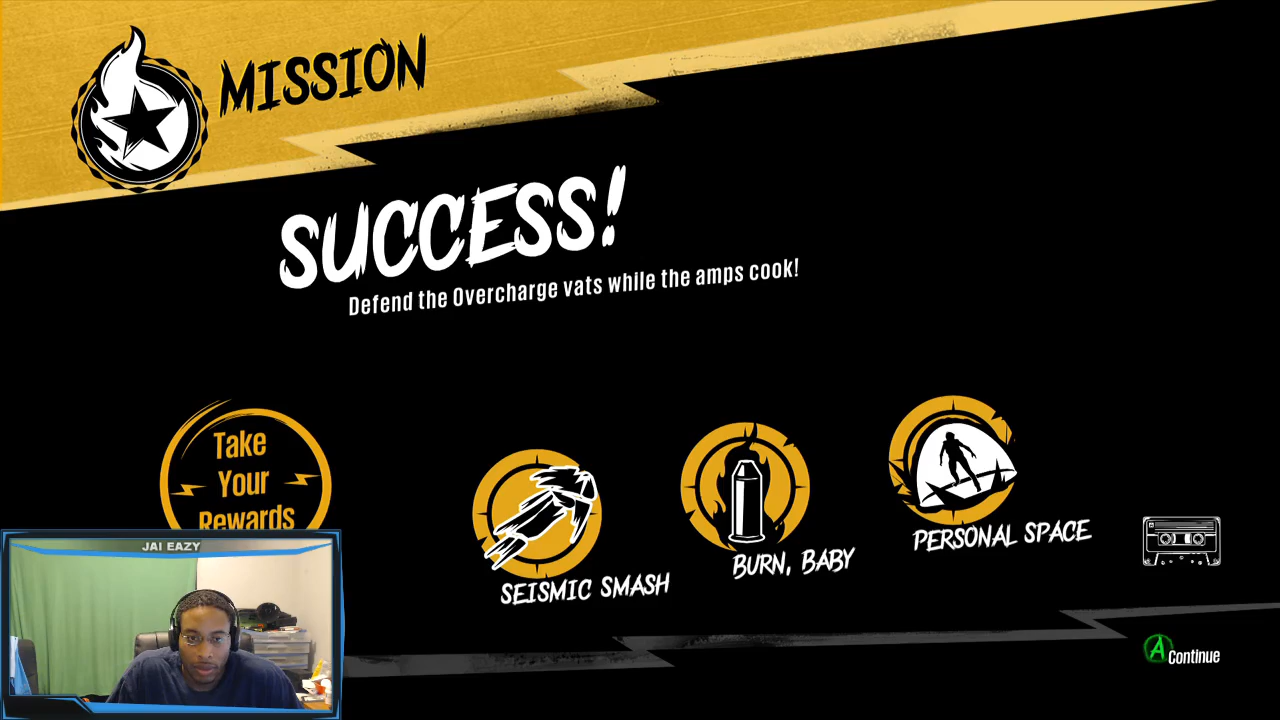 MISSION
SUCCESS!
Defend the Overcharge vats while the amps cook!
Take
Your
Rewards
SEISMIC SMASH
BURN, BABY
PERSONAL SPACE
JAI EAZY
A Continue